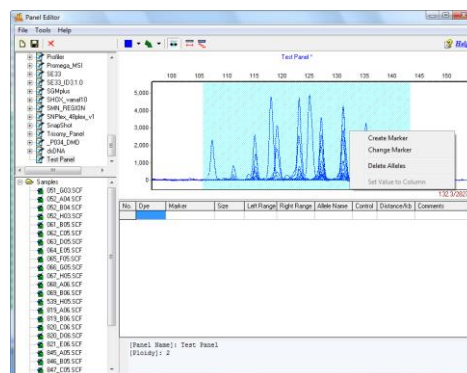 Panel Editor
File Tools Help
Help
Profiler
Promega_MSI
SE33
SE33_ID3.1.0
SGMplus
SHOX_vanal10
SMN_REGION
SNPlex_48plex_v1
SnapShot
Trisomy_Panel
_P034_DMD
dsDNA
Test Panel
Test Panel *
100 105 110 115 120 125 130 135 140 145 150
5,000
4,000
3,000
2,000
1,000
0
Create Marker
Change Marker
Delete Alleles
Set Value to Column
Samples
051_G03.SCF
052_A04.SCF
052_B04.SCF
052_H03.SCF
061_B05.SCF
062_C05.SCF
063_D05.SCF
064_E05.SCF
065_F05.SCF
066_G05.SCF
067_H05.SCF
068_A06.SCF
069_B06.SCF
539_H05.SCF
819_A06.SCF
819_B06.SCF
820_C06.SCF
820_D06.SCF
821_E06.SCF
845_A05.SCF
846_B05.SCF
847_C05.SCF
No. Dye Marker Size Left Range Right Range Allele Name Control Distance/Ab Comments
[Panel Name]: Test Panel
[Ploidy]: 2